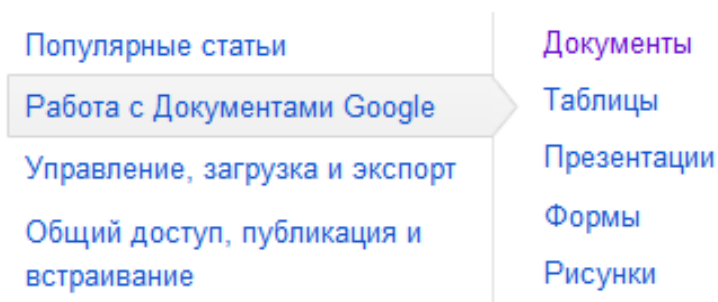 Популярные статьи
Работа с Документами Google
Управление, загрузка и экспорт
Общий доступ, публикация и
встраивание
Документы
Таблицы
Презентации
Формы
Рисунки